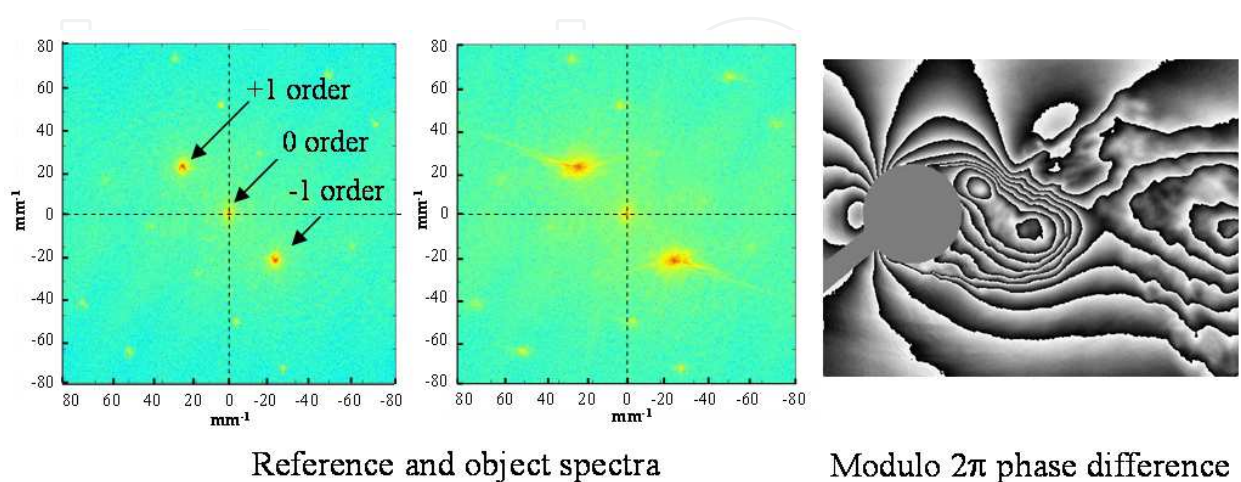 80
60
40
20
0
-20
-40
-60
-80
mm-1
80 60 40 20 0 -20 -40 -60 -80
mm-1
+1 order
0 order
-1 order
80
60
40
20
0
-20
-40
-60
-80
mm-1
80 60 40 20 0 -20 -40 -60 -80
mm-1
Reference and object spectra
Modulo 2π phase difference